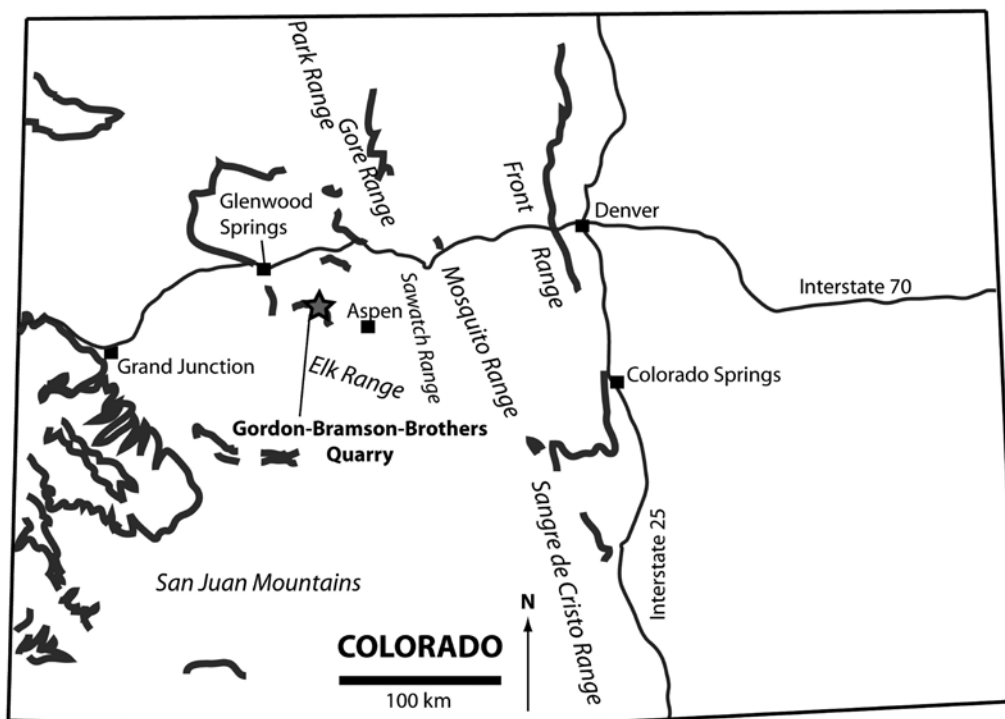 Park Range
Gore Range
Front
Range
Glenwood
Springs
Denver
Interstate 70
Mosquito Range
Sawatch Range
Aspen
Grand Junction
Elk Range
Colorado Springs
Gordon-Bramson-Brothers
Quarry
Sangre de Cristo Range
Interstate 25
San Juan Mountains
N
COLORADO
100 km